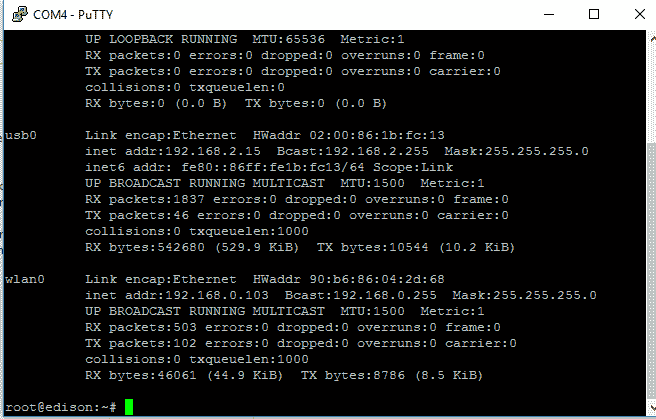 COM4 - PuTTY
UP LOOPBACK RUNNING  MTU:65536  Metric:1
RX packets:0 errors:0 dropped:0 overruns:0 frame:0
TX packets:0 errors:0 dropped:0 overruns:0 carrier:0
collisions:0 txqueuelen:0
RX bytes:0 (0.0 B)  TX bytes:0 (0.0 B)
usb0      Link encap:Ethernet  HWaddr 02:00:86:1b:fc:13
inet addr:192.168.2.15  Bcast:192.168.2.255  Mask:255.255.255.0
inet6 addr: fe80::86ff:fe1b:fc13/64 Scope:Link
UP BROADCAST RUNNING MULTICAST  MTU:1500  Metric:1
RX packets:1837 errors:0 dropped:0 overruns:0 frame:0
TX packets:46 errors:0 dropped:0 overruns:0 carrier:0
collisions:0 txqueuelen:1000
RX bytes:542680 (529.9 KiB)  TX bytes:10544 (10.2 KiB)
wlan0     Link encap:Ethernet  HWaddr 90:b6:86:04:2d:68
inet addr:192.168.0.103  Bcast:192.168.0.255  Mask:255.255.255.0
UP BROADCAST RUNNING MULTICAST  MTU:1500  Metric:1
RX packets:503 errors:0 dropped:0 overruns:0 frame:0
TX packets:102 errors:0 dropped:0 overruns:0 carrier:0
collisions:0 txqueuelen:1000
RX bytes:46061 (44.9 KiB)  TX bytes:8786 (8.5 KiB)
root@edison:~#